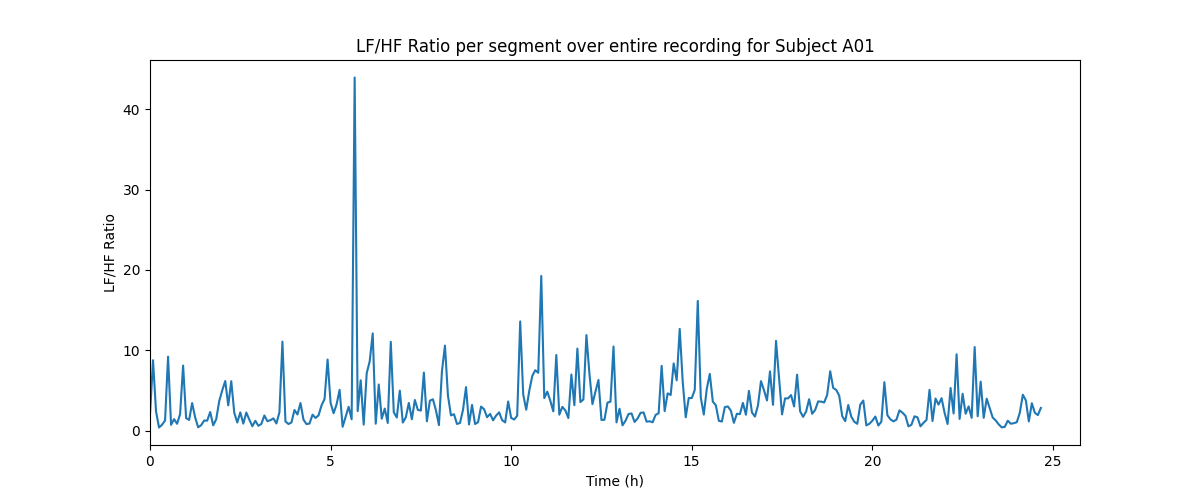 LF/HF Ratio per segment over entire recording for Subject A01
LF/HF Ratio
40
30
20
10
0
0 5 10 15 20 25
Time (h)